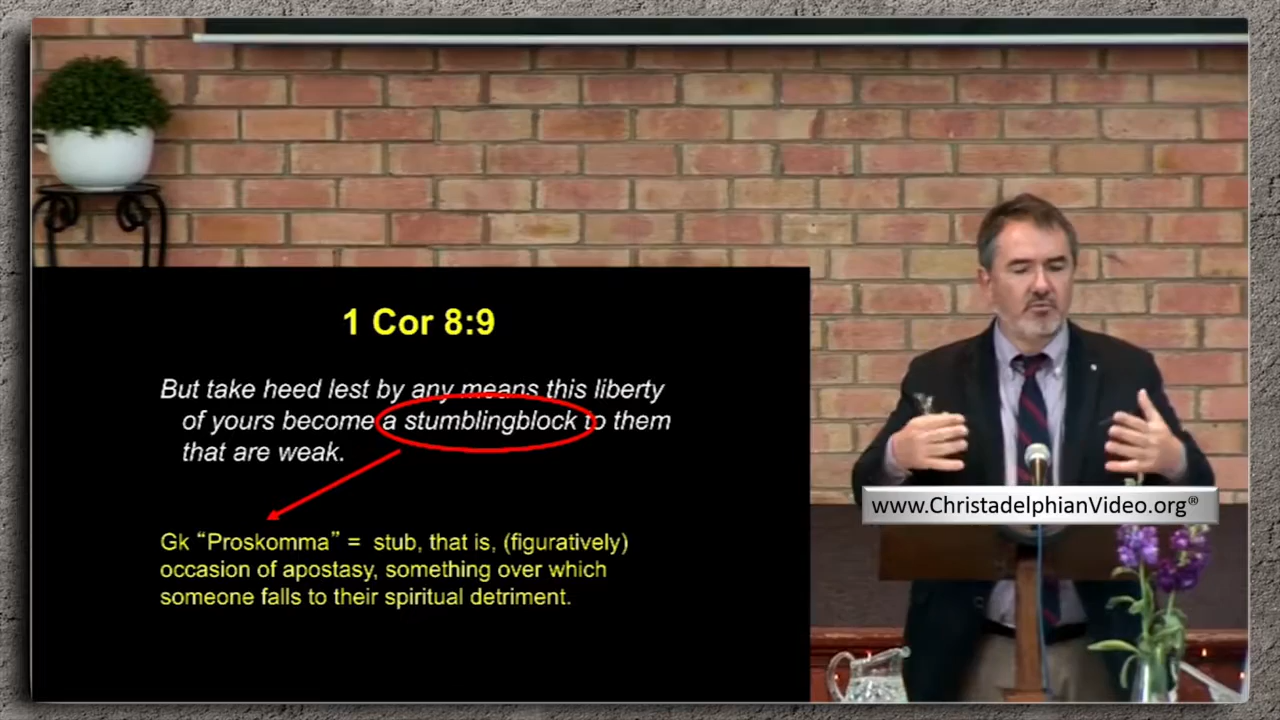 1 Cor 8:9
But take heed lest by any means this liberty
of yours become a stumblingblock to them
that are weak.
Gk “Proskomma” = stub, that is, (figuratively)
occasion of apostasy, something over which
someone falls to their spiritual detriment.
www.ChristadelphianVideo.org®